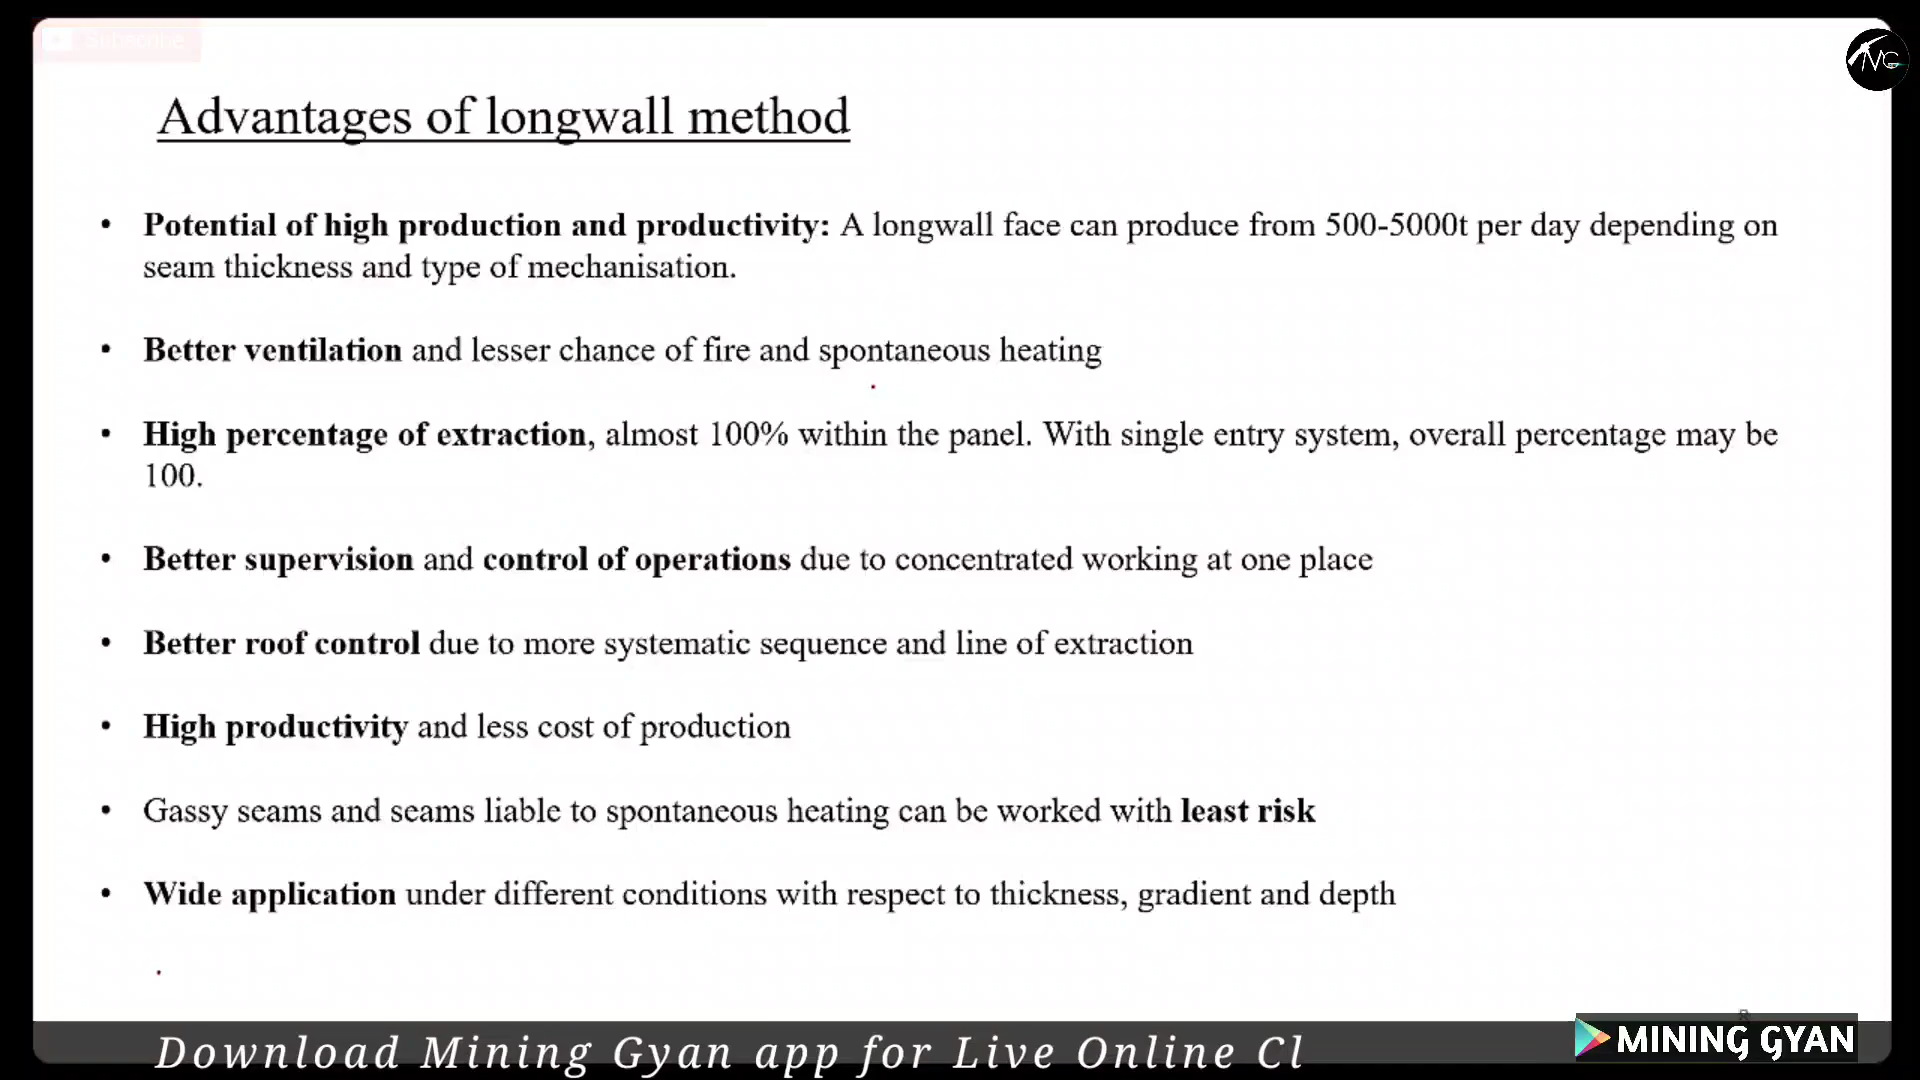 Subscribe
Advantages of longwall method
• Potential of high production and productivity: A longwall face can produce from 500-5000t per day depending on
seam thickness and type of mechanisation.
• Better ventilation and lesser chance of fire and spontaneous heating
• High percentage of extraction, almost 100% within the panel. With single entry system, overall percentage may be
100.
• Better supervision and control of operations due to concentrated working at one place
• Better roof control due to more systematic sequence and line of extraction
• High productivity and less cost of production
• Gassy seams and seams liable to spontaneous heating can be worked with least risk
• Wide application under different conditions with respect to thickness, gradient and depth
8
Download Mining Gyan app for Live Online Cl
MINING GYAN